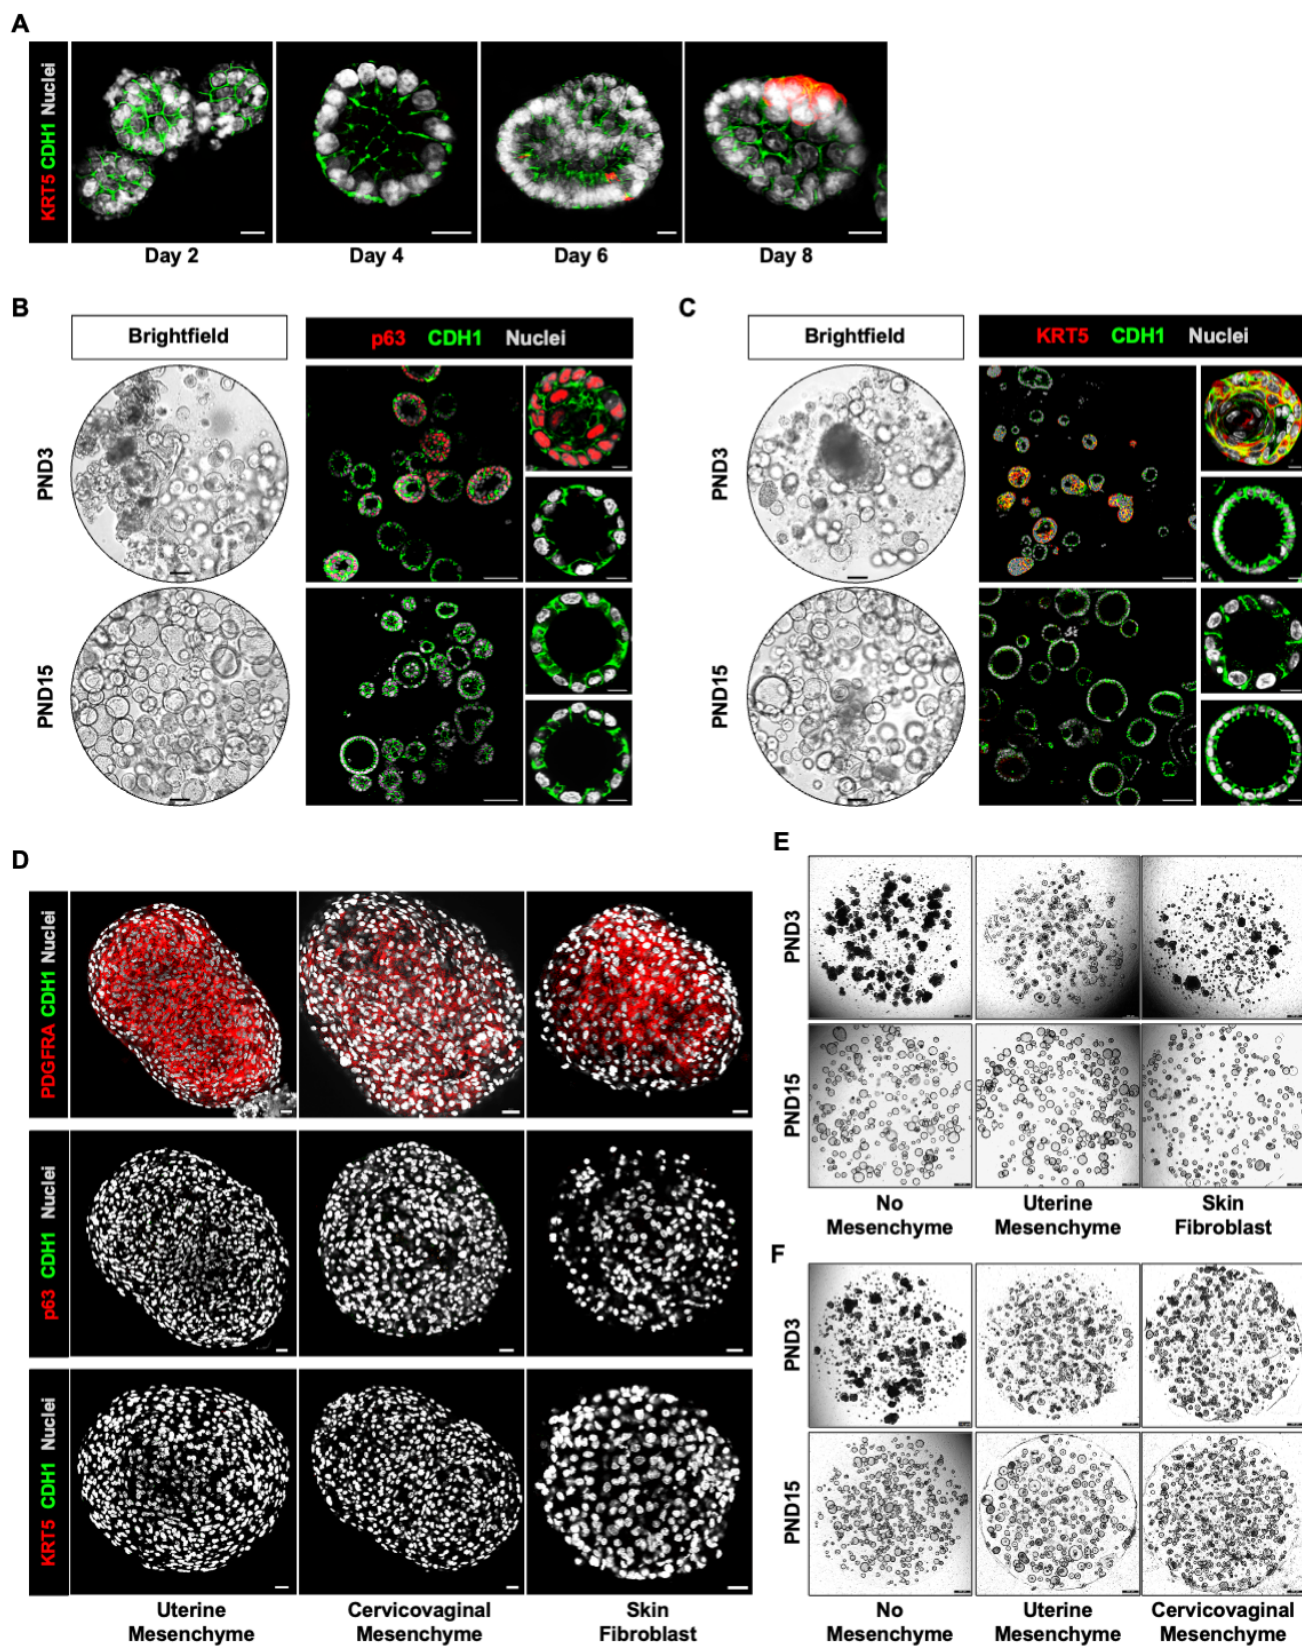 A
KRT5 CDH1 Nuclei
Day 2
Day 4
Day 6
Day 8
B
Brightfield
p63 CDH1 Nuclei
PND3
PND15
C
Brightfield
KRT5 CDH1 Nuclei
PND3
PND15
D
PDGFRA CDH1 Nuclei
p63 CDH1 Nuclei
KRT5 CDH1 Nuclei
Uterine
Mesenchyme
Cervicovaginal
Mesenchyme
Skin
Fibroblast
E
PND3
PND15
No
Mesenchyme
Uterine
Mesenchyme
Skin
Fibroblast
F
PND3
PND15
No
Mesenchyme
Uterine
Mesenchyme
Cervicovaginal
Mesenchyme